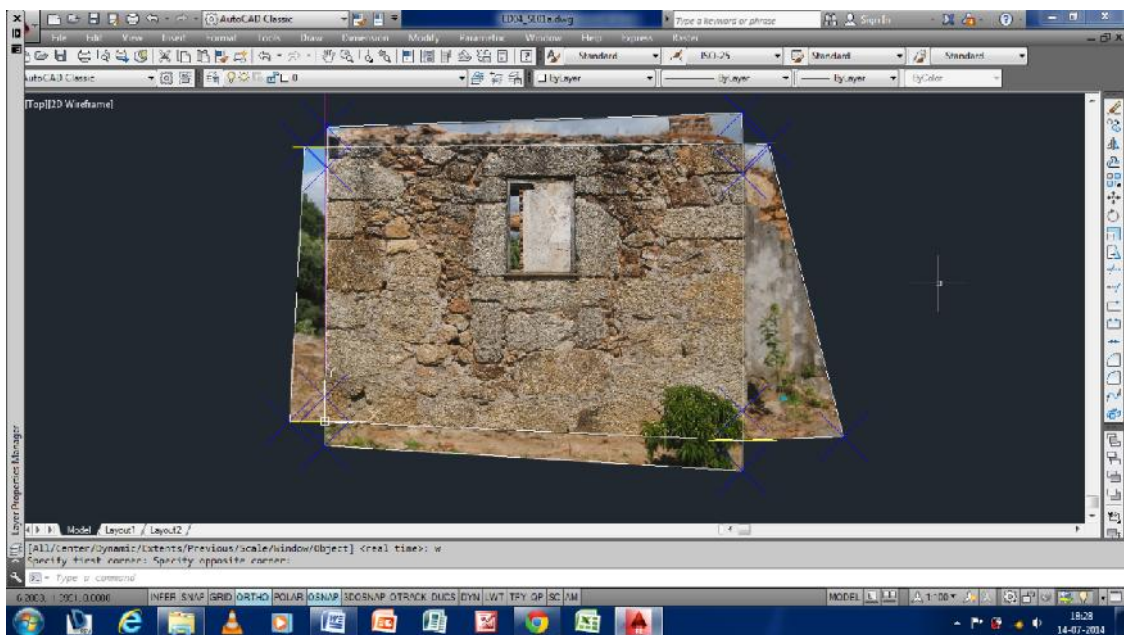 AutoCAD Classic LD04_SL01a.dwg Type a keyword or phrase Sign In
File Edit View Insert Format Tools Draw Dimension Modify Parametric Window Help Express Raster
Standard ISO-25 Standard Standard
AutoCAD Classic 0 ByLayer ByLayer ByLayer ByColor
[Top][2D Wireframe]
Layer Properties Manager
Model Layout1 Layout2
[All/Center/Dynamic/Extents/Previous/Scale/Window/Object] <real time>: w
Specify first corner: Specify opposite corner:
Type a command
INFER SNAP GRID ORTHO POLAR OSNAP 3DOSNAP OTRACK DUCS DYN LWT TPY QP SC AM MODEL 1:100
18:28
14-07-2014